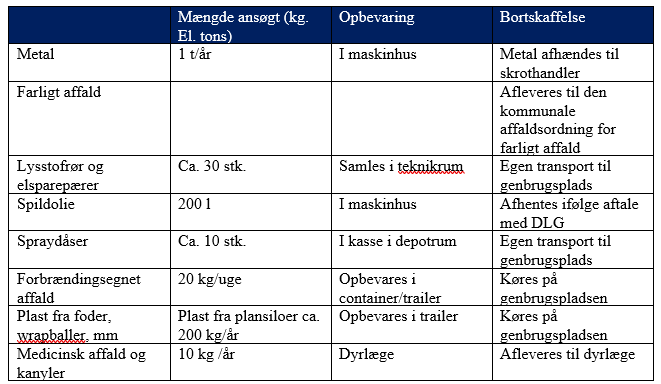 Mængde ansøgt (kg. Opbevaring Bortskaffelse
El. tons)
Metal 1 t/år I maskinhus Metal afhændes til
skrothandler
Farligt affald Afleveres til den
kommunale
affaldsordning for
farligt affald
Lysstofrør og Ca. 30 stk. Samles i teknikrum Egen transport til
elsparepærer genbrugsplads
Spildolie 200 l I maskinhus Afhentes ifølge aftale
med DLG
Spraydåser Ca. 10 stk. I kasse i depotrum Egen transport til
genbrugsplads
Forbrændingsegnet 20 kg/uge Opbevares i Køres på
affald container/trailer genbrugspladsen
Plast fra foder, Plast fra plansiloer ca. Opbevares i trailer Køres på
wrapballer, mm 200 kg/år genbrugspladsen
Medicinsk affald og 10 kg /år Dyrlæge Afleveres til dyrlæge
kanyler